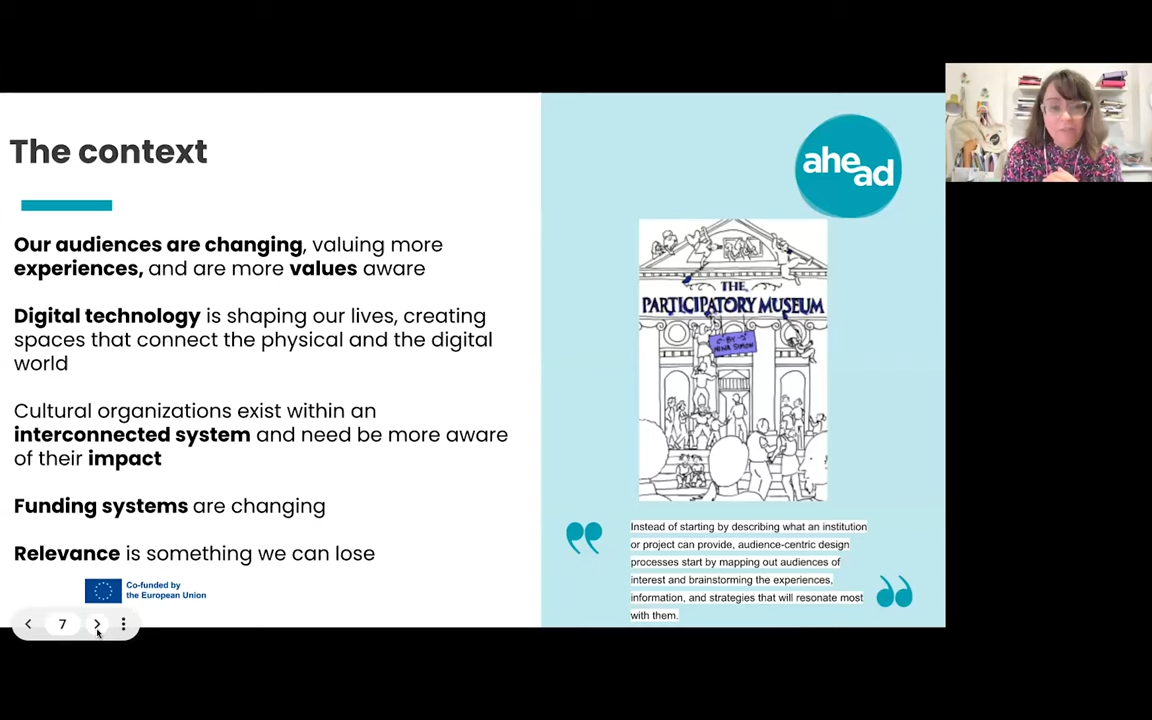 The context
Our audiences are changing, valuing more
experiences, and are more values aware
Digital technology is shaping our lives, creating
spaces that connect the physical and the digital
world
Cultural organizations exist within an
interconnected system and need be more aware
of their impact
Funding systems are changing
Relevance is something we can lose
Co-funded by
the European Union
7
ahe
ad
THE
PARTICIPATORY MUSEUM
BY
NINA SIMON
Instead of starting by describing what an institution
or project can provide, audience-centric design
processes start by mapping out audiences of
interest and brainstorming the experiences,
information, and strategies that will resonate most
with them.